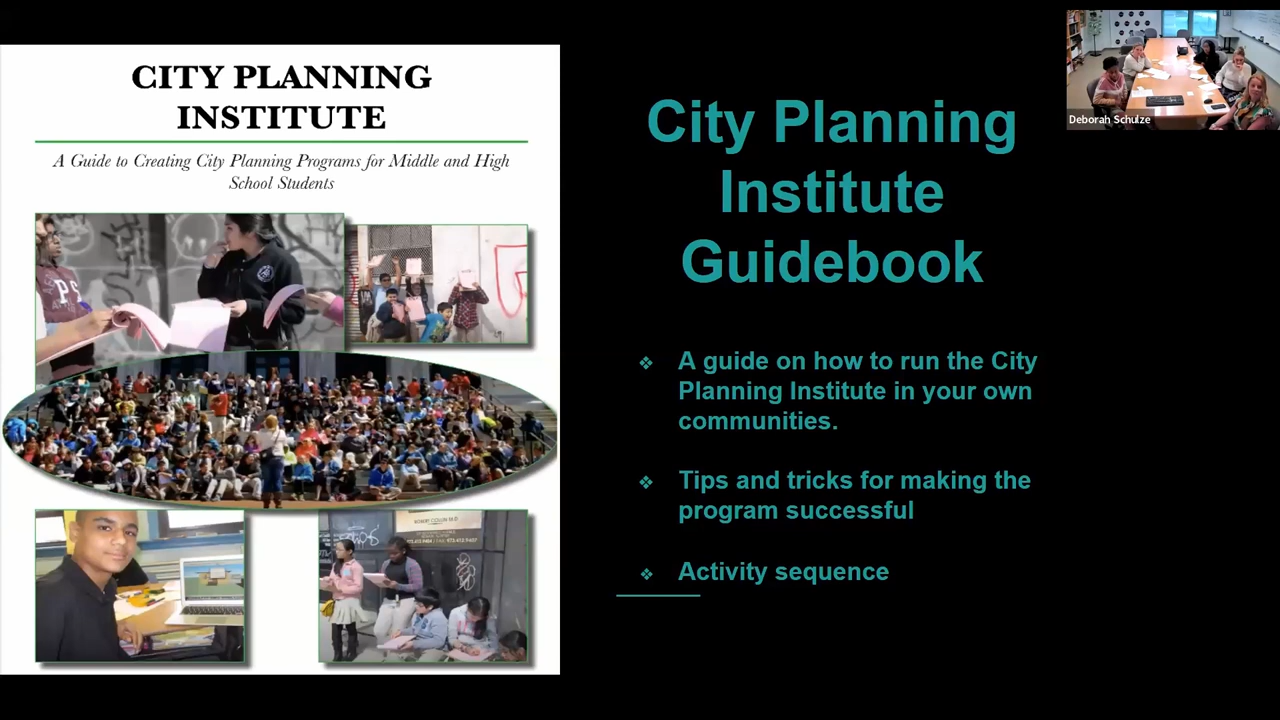 CITY PLANNING
INSTITUTE
A Guide to Creating City Planning Programs for Middle and High
School Students
PS
City Planning
Institute
Guidebook
❖ A guide on how to run the City
Planning Institute in your own
communities.
❖ Tips and tricks for making the
program successful
❖ Activity sequence
Deborah Schulze